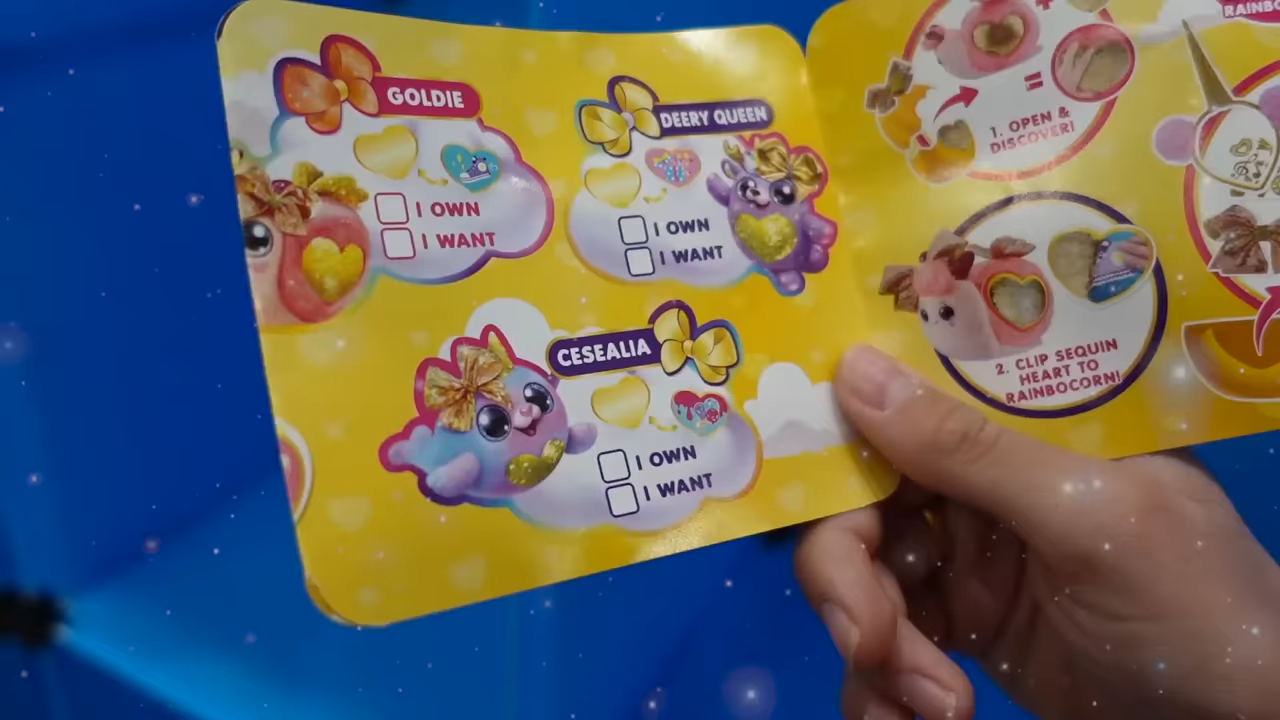 GOLDIE
I OWN
I WANT
DEERY QUEEN
I OWN
I WANT
CESEALIA
I OWN
I WANT
1. OPEN &
DISCOVER!
2. CLIP SEQUIN
HEART TO
RAINBOCORN!